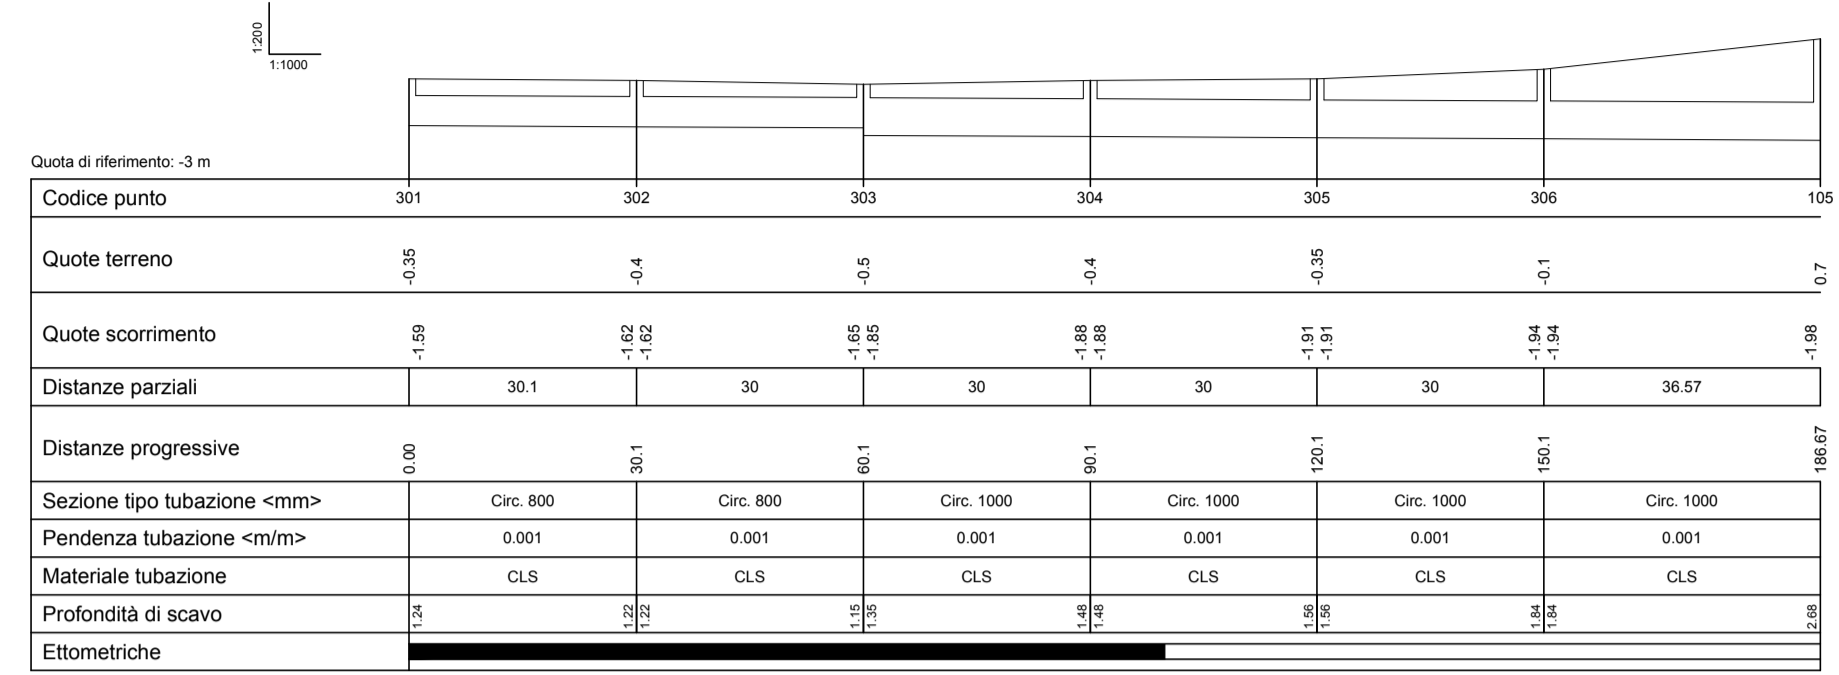 1:200
1:1000
Quota di riferimento: -3 m
Codice punto 301 302 303 304 305 306 105
Quote terreno -0.35 -0.4 -0.5 -0.4 -0.35 -0.1 0.7
Quote scorrimento -1.59 -1.62 -1.62 -1.65 -1.85 -1.88 -1.88 -1.91 -1.91 -1.94 -1.94 -1.98
Distanze parziali 30.1 30 30 30 30 36.57
Distanze progressive 0.00 30.1 60.1 90.1 120.1 150.1 186.67
Sezione tipo tubazione <mm> Circ. 800 Circ. 800 Circ. 1000 Circ. 1000 Circ. 1000 Circ. 1000
Pendenza tubazione <m/m> 0.001 0.001 0.001 0.001 0.001 0.001
Materiale tubazione CLS CLS CLS CLS CLS CLS
Profondità di scavo 1.24 1.22 1.22 1.15 1.35 1.48 1.48 1.56 1.56 1.84 1.84 2.68
Ettometriche